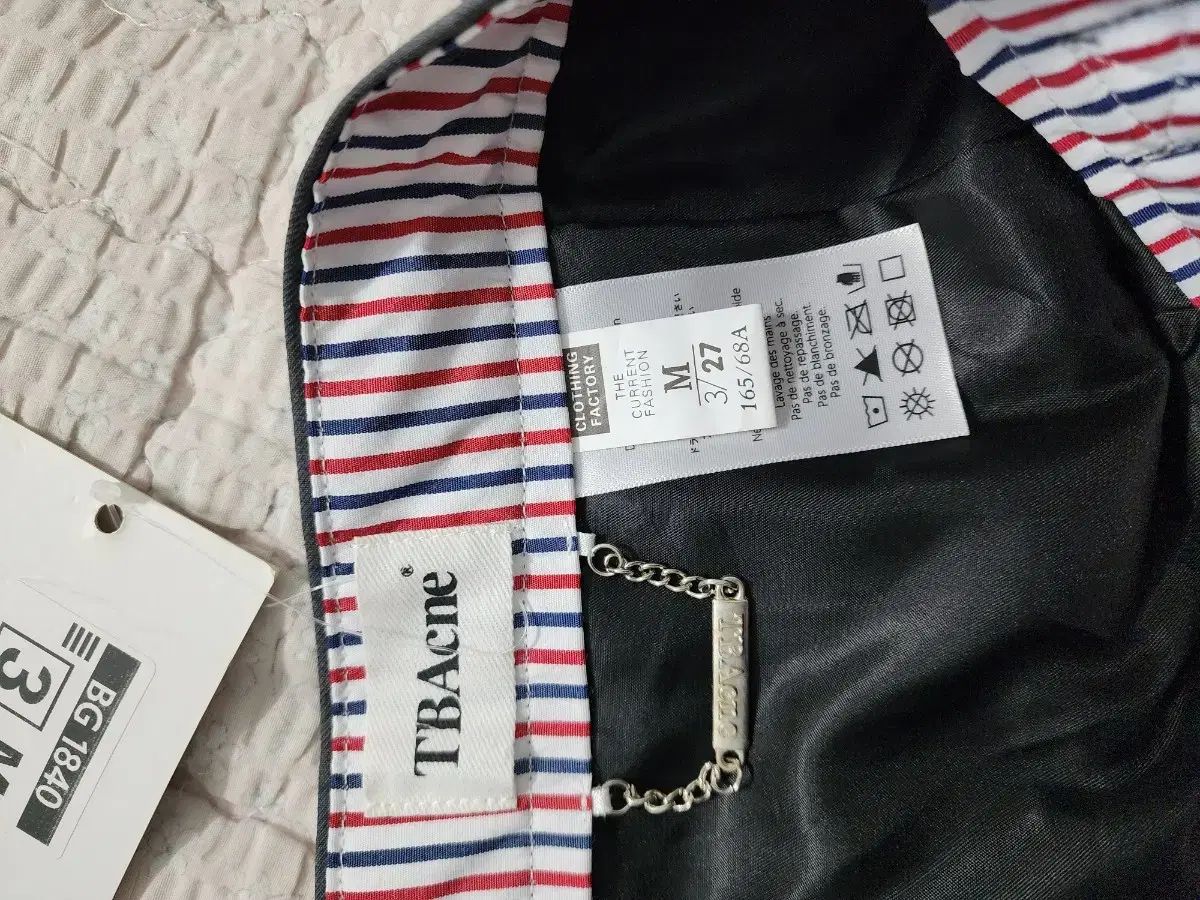 TBAcne®
CLOTHING
FACTORY
THE
CURRENT
FASHION
M
3/27
165/68A
Lavage des mains
Pas de nettoyage à sec.
Pas de repassage.
Pas de blanchiment.
Pas de bronzage.
TBAcne
BG 1840
3